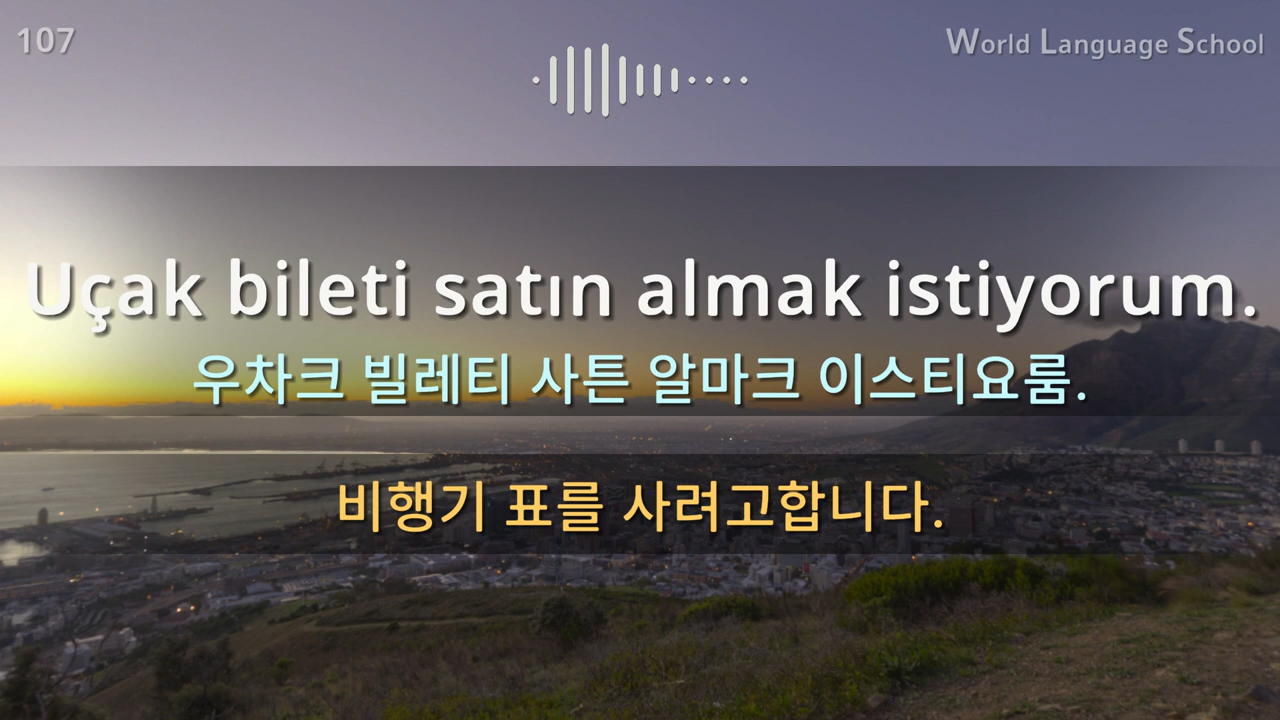 107
World Language School
Uçak bileti satın almak istiyorum.
우차크 빌레티 사튼 알마크 이스티요룸.
비행기 표를 사려고합니다.